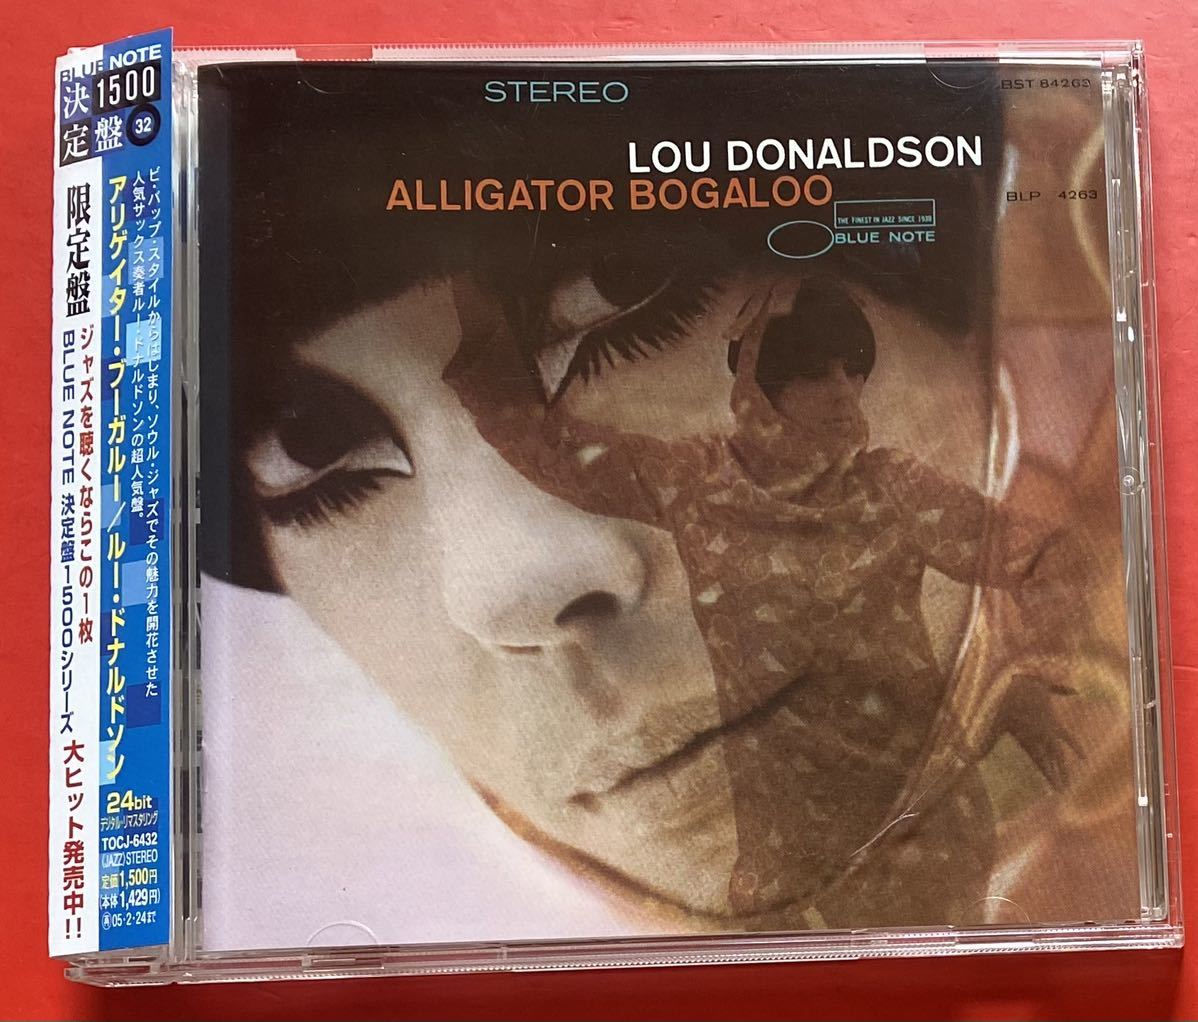 BLUE NOTE
決定盤
1500
32
限定盤
ジャズを聴くならこの1枚
BLUE NOTE 決定盤1500シリーズ 大ヒット発売中!!
ビ・バップ・スタイルからはじまり、ソウル・ジャズでその魅力を開花させた
人気サックス奏者ルー・ドナルドソンの超人気盤。
アリゲイター・ブーガルー/ルー・ドナルドソン
24bit
デジタル・リマスタリング
TOCJ-6432
(JAZZ) STEREO
定価1,500円
(本体1,429円)
05・2・24まで
STEREO
BST 84263
LOU DONALDSON
ALLIGATOR BOGALOO
BLP 4263
THE FINEST IN JAZZ SINCE 1939
BLUE NOTE